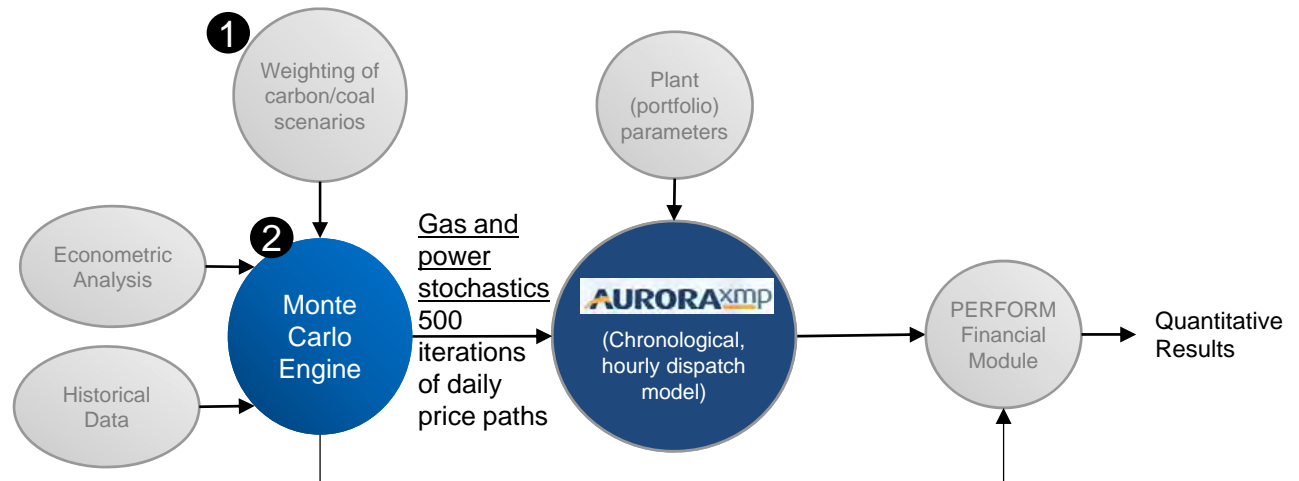 1
Weighting of
carbon/coal
scenarios
Plant
(portfolio)
parameters
Econometric
Analysis
Historical
Data
2
Monte
Carlo
Engine
Gas and
power
stochastics
500
iterations
of daily
price paths
AURORAxmp
(Chronological,
hourly dispatch
model)
PERFORM
Financial
Module
Quantitative
Results